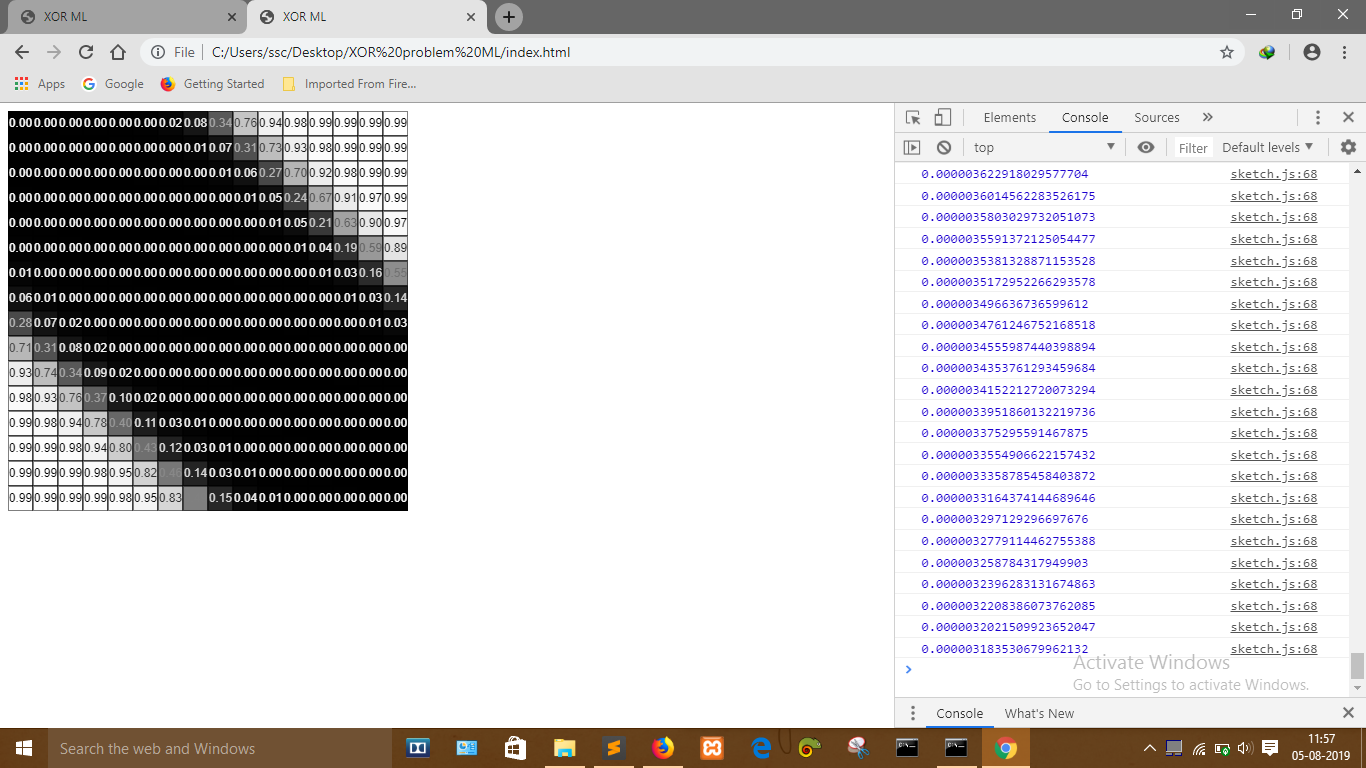 XOR ML
XOR ML
File
C:/Users/ssc/Desktop/XOR%20problem%20ML/index.html
Apps
Google
Getting Started
Imported From Fire...
0.00 0.00 0.00 0.00 0.00 0.00 0.02 0.08 0.34 0.76 0.94 0.98 0.99 0.99 0.99 0.99
0.00 0.00 0.00 0.00 0.00 0.00 0.00 0.01 0.07 0.31 0.73 0.93 0.98 0.99 0.99 0.99
0.00 0.00 0.00 0.00 0.00 0.00 0.00 0.00 0.01 0.06 0.27 0.70 0.92 0.98 0.99 0.99
0.00 0.00 0.00 0.00 0.00 0.00 0.00 0.00 0.00 0.01 0.05 0.24 0.67 0.91 0.97 0.99
0.00 0.00 0.00 0.00 0.00 0.00 0.00 0.00 0.00 0.00 0.01 0.05 0.21 0.63 0.90 0.97
0.00 0.00 0.00 0.00 0.00 0.00 0.00 0.00 0.00 0.00 0.00 0.01 0.04 0.19 0.59 0.89
0.01 0.00 0.00 0.00 0.00 0.00 0.00 0.00 0.00 0.00 0.00 0.00 0.01 0.03 0.16 0.55
0.06 0.01 0.00 0.00 0.00 0.00 0.00 0.00 0.00 0.00 0.00 0.00 0.00 0.01 0.03 0.14
0.28 0.07 0.02 0.00 0.00 0.00 0.00 0.00 0.00 0.00 0.00 0.00 0.00 0.00 0.01 0.03
0.71 0.31 0.08 0.02 0.00 0.00 0.00 0.00 0.00 0.00 0.00 0.00 0.00 0.00 0.00 0.00
0.93 0.74 0.34 0.09 0.02 0.00 0.00 0.00 0.00 0.00 0.00 0.00 0.00 0.00 0.00 0.00
0.98 0.93 0.76 0.37 0.10 0.02 0.00 0.00 0.00 0.00 0.00 0.00 0.00 0.00 0.00 0.00
0.99 0.98 0.94 0.78 0.40 0.11 0.03 0.01 0.00 0.00 0.00 0.00 0.00 0.00 0.00 0.00
0.99 0.99 0.98 0.94 0.80 0.43 0.12 0.03 0.01 0.00 0.00 0.00 0.00 0.00 0.00 0.00
0.99 0.99 0.99 0.98 0.95 0.82 0.46 0.14 0.03 0.01 0.00 0.00 0.00 0.00 0.00 0.00
0.99 0.99 0.99 0.99 0.98 0.95 0.83 0.15 0.04 0.01 0.00 0.00 0.00 0.00 0.00
Elements Console Sources
top Filter Default levels
0.000003622918029577704 sketch.js:68
0.0000036014562283526175 sketch.js:68
0.0000035803029732051073 sketch.js:68
0.0000035591372125054477 sketch.js:68
0.0000035381328871153528 sketch.js:68
0.0000035172952266293578 sketch.js:68
0.000003496636736599612 sketch.js:68
0.0000034761246752168518 sketch.js:68
0.0000034555987440398894 sketch.js:68
0.0000034353761293459684 sketch.js:68
0.0000034152212720073294 sketch.js:68
0.0000033951860132219736 sketch.js:68
0.000003375295591467875 sketch.js:68
0.0000033554906622157432 sketch.js:68
0.0000033358785458403872 sketch.js:68
0.0000033164374144689646 sketch.js:68
0.000003297129296697676 sketch.js:68
0.0000032779114462755388 sketch.js:68
0.000003258784317949903 sketch.js:68
0.0000032396283131674863 sketch.js:68
0.0000032208386073762085 sketch.js:68
0.0000032021509923652047 sketch.js:68
0.000003183530679962132 sketch.js:68
Activate Windows
Go to Settings to activate Windows.
Console What's New
Search the web and Windows
11:57
05-08-2019